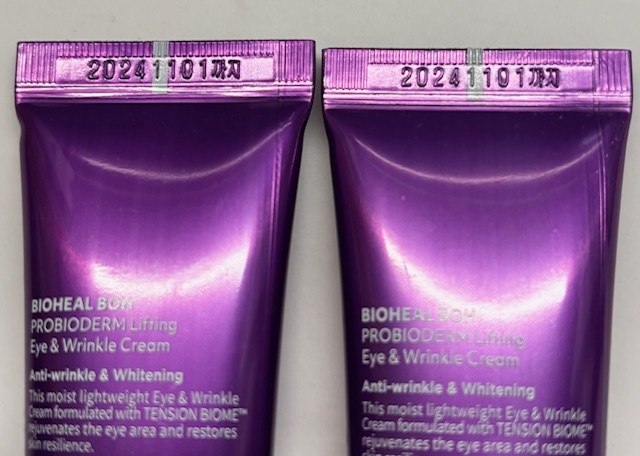 20241101까지
BIOHEAL BOH
PROBIODERM Lifting
Eye & Wrinkle Cream
Anti-wrinkle & Whitening
This moist lightweight Eye & Wrinkle
Cream formulated with TENSION BIOME™
rejuvenates the eye area and restores
skin resilience.
20241101까지
BIOHEAL BOH
PROBIODERM Lifting
Eye & Wrinkle Cream
Anti-wrinkle & Whitening
This moist lightweight Eye & Wrinkle
Cream formulated with TENSION BIOME™
rejuvenates the eye area and restores